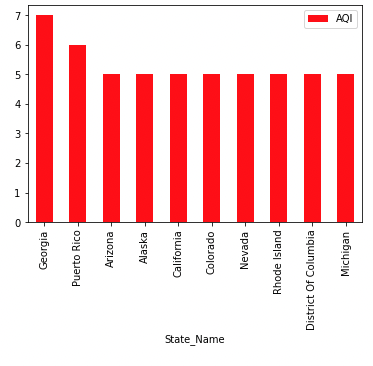 AQI
7
6
5
4
3
2
1
0
Georgia
Puerto Rico
Arizona
Alaska
California
Colorado
Nevada
Rhode Island
District Of Columbia
Michigan
State_Name